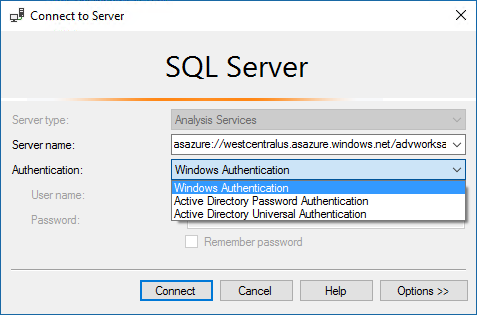 Connect to Server
SQL Server
Server type: Analysis Services
Server name: asazure://westcentralus.asazure.windows.net/advworksa
Authentication: Windows Authentication
Windows Authentication
User name: Active Directory Password Authentication
Active Directory Universal Authentication
Password:
Remember password
Connect Cancel Help Options >>